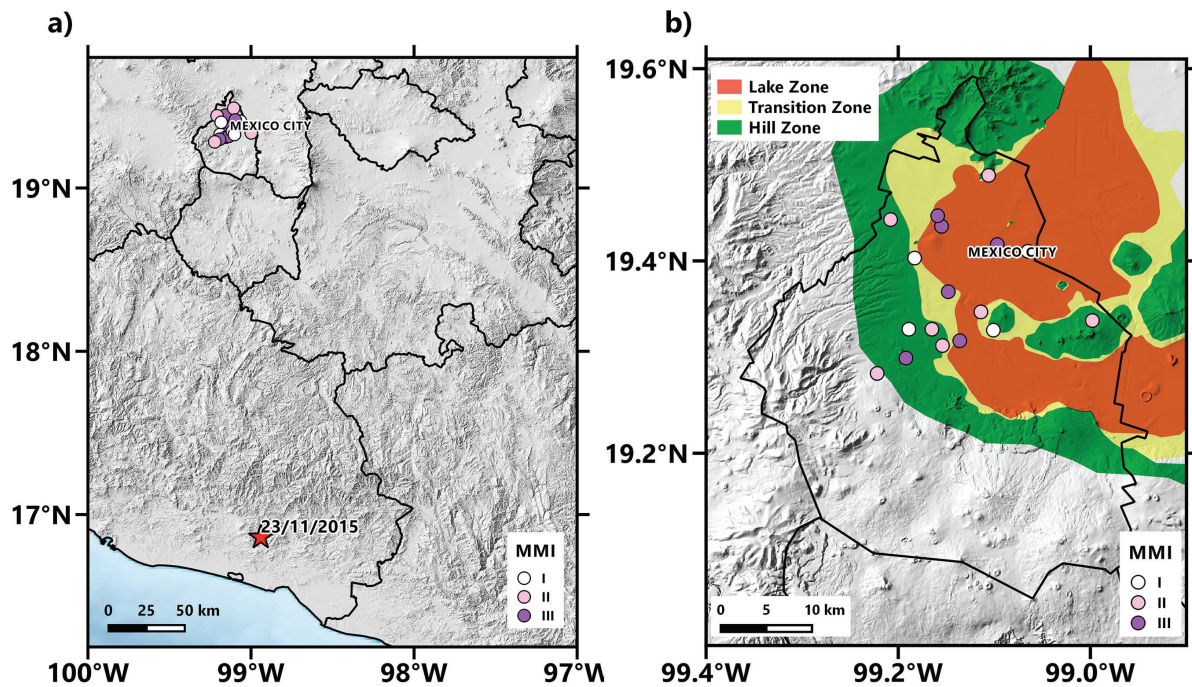 a)
MEXICO CITY
19°N
18°N
17°N
23/11/2015
MMI
I
II
III
0 25 50 km
100°W 99°W 98°W 97°W
b)
19.6°N
Lake Zone
Transition Zone
Hill Zone
MEXICO CITY
19.4°N
19.2°N
MMI
I
II
III
0 5 10 km
99.4°W 99.2°W 99.0°W